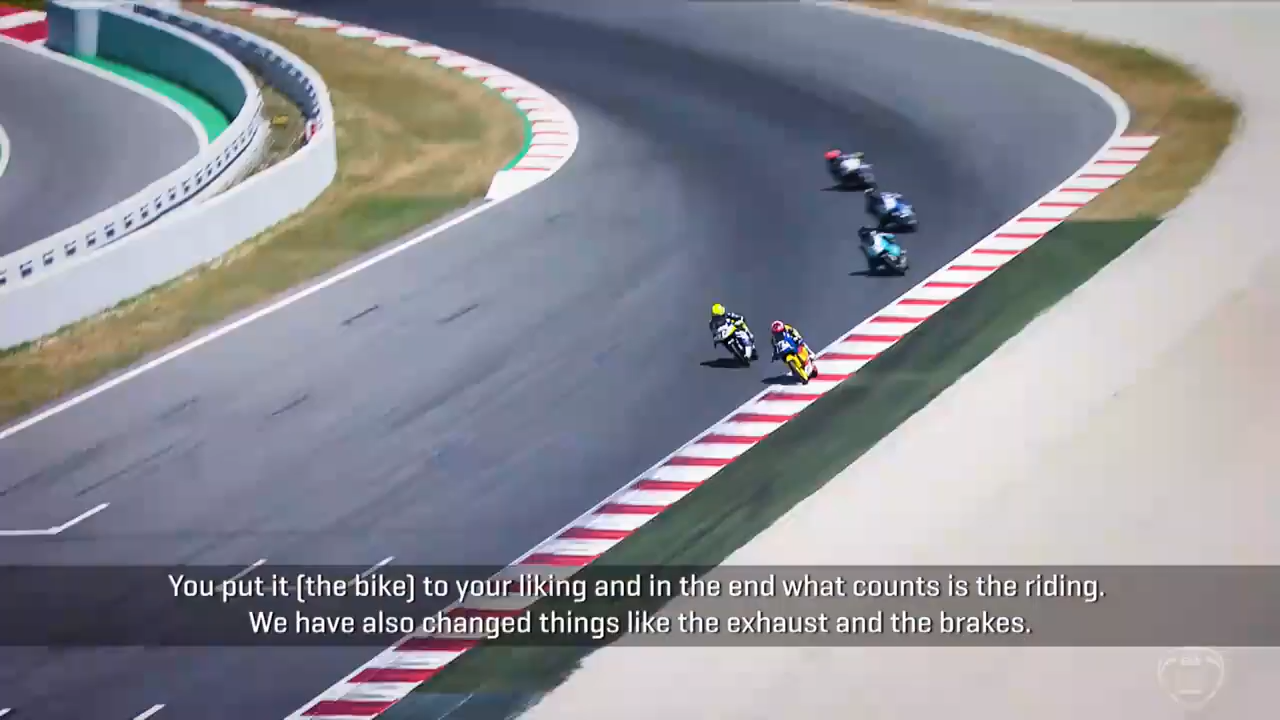 You put it (the bike) to your liking and in the end what counts is the riding.
We have also changed things like the exhaust and the brakes.